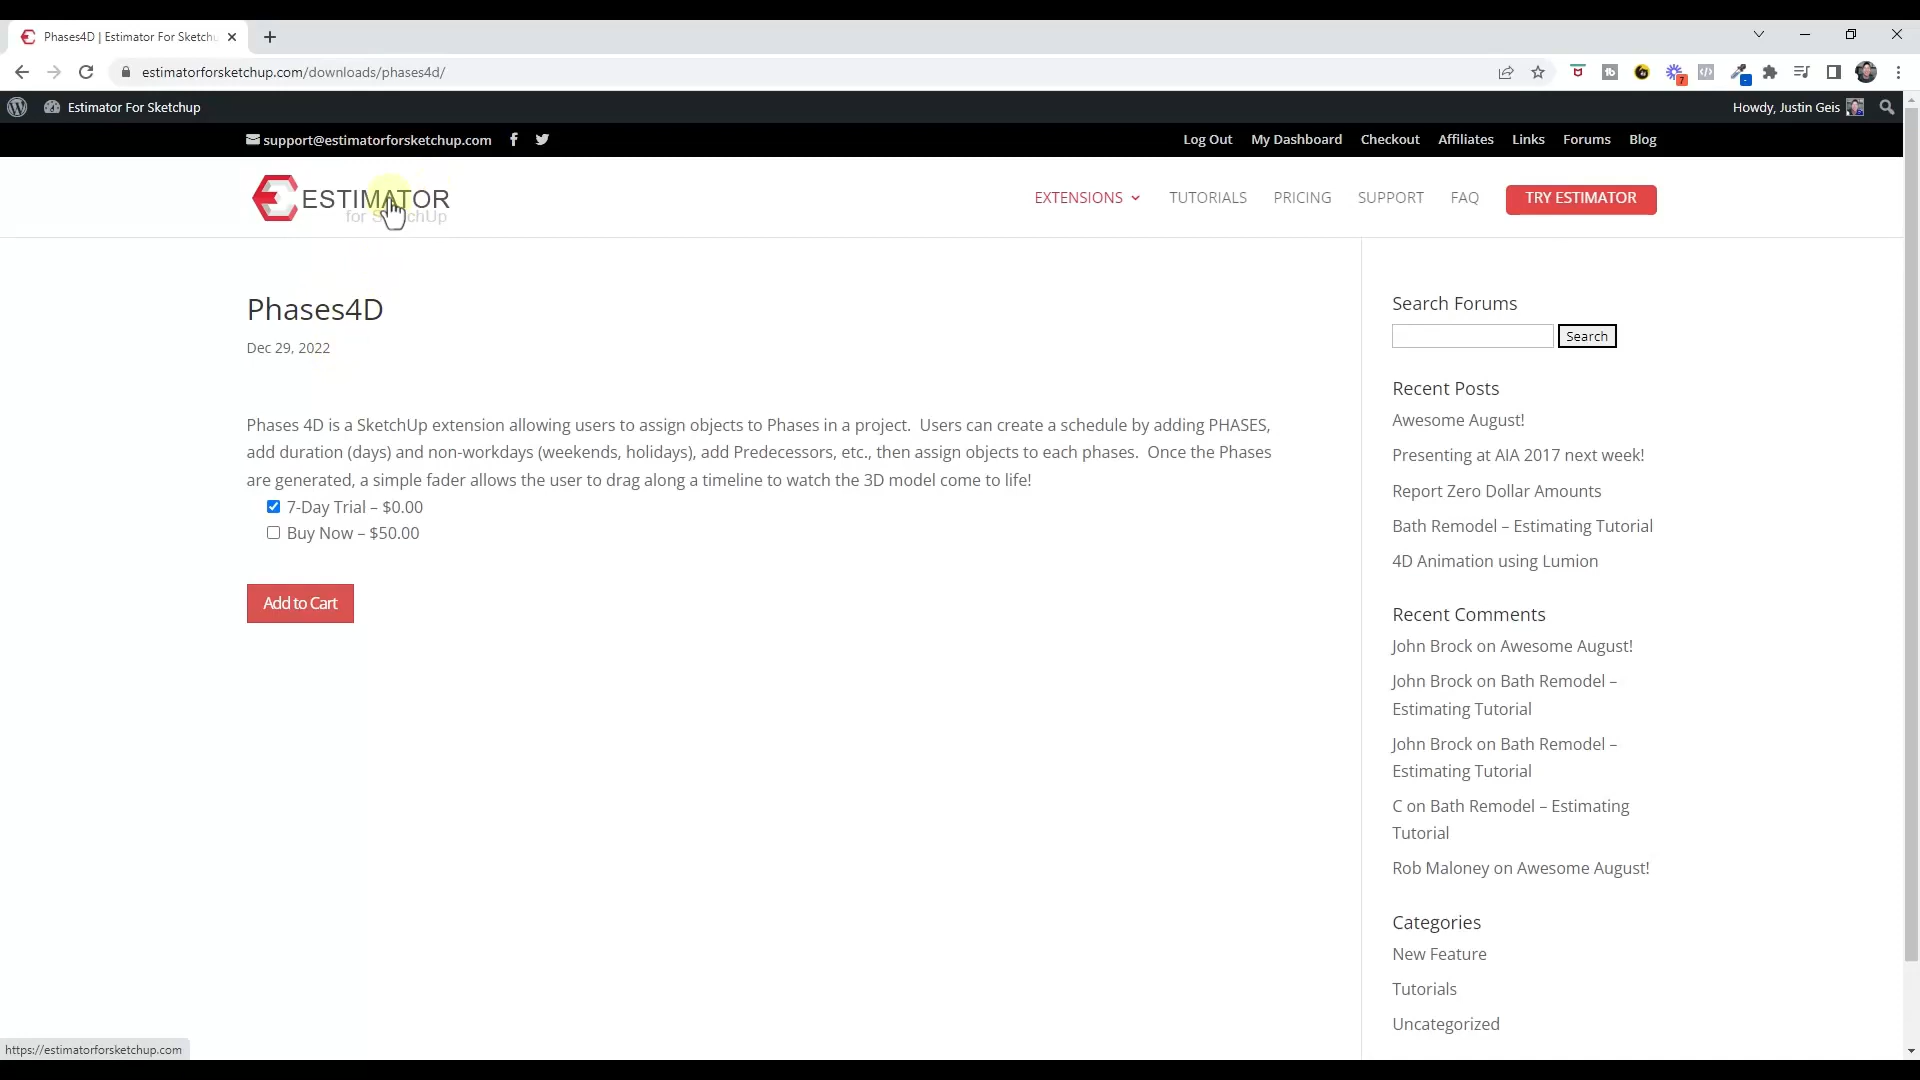 Phases4D | Estimator For Sketchu
estimatorforsketchup.com/downloads/phases4d/
7
Estimator For Sketchup
Howdy, Justin Geis
support@estimatorforsketchup.com
Log Out My Dashboard Checkout Affiliates Links Forums Blog
ESTIMATOR
for SketchUp
EXTENSIONS TUTORIALS PRICING SUPPORT FAQ TRY ESTIMATOR
Phases4D
Dec 29, 2022
Phases 4D is a SketchUp extension allowing users to assign objects to Phases in a project. Users can create a schedule by adding PHASES,
add duration (days) and non-workdays (weekends, holidays), add Predecessors, etc., then assign objects to each phases. Once the Phases
are generated, a simple fader allows the user to drag along a timeline to watch the 3D model come to life!
7-Day Trial – $0.00
Buy Now – $50.00
Add to Cart
Search Forums
Search
Recent Posts
Awesome August!
Presenting at AIA 2017 next week!
Report Zero Dollar Amounts
Bath Remodel – Estimating Tutorial
4D Animation using Lumion
Recent Comments
John Brock on Awesome August!
John Brock on Bath Remodel –
Estimating Tutorial
John Brock on Bath Remodel –
Estimating Tutorial
C on Bath Remodel – Estimating
Tutorial
Rob Maloney on Awesome August!
Categories
New Feature
Tutorials
Uncategorized
https://estimatorforsketchup.com